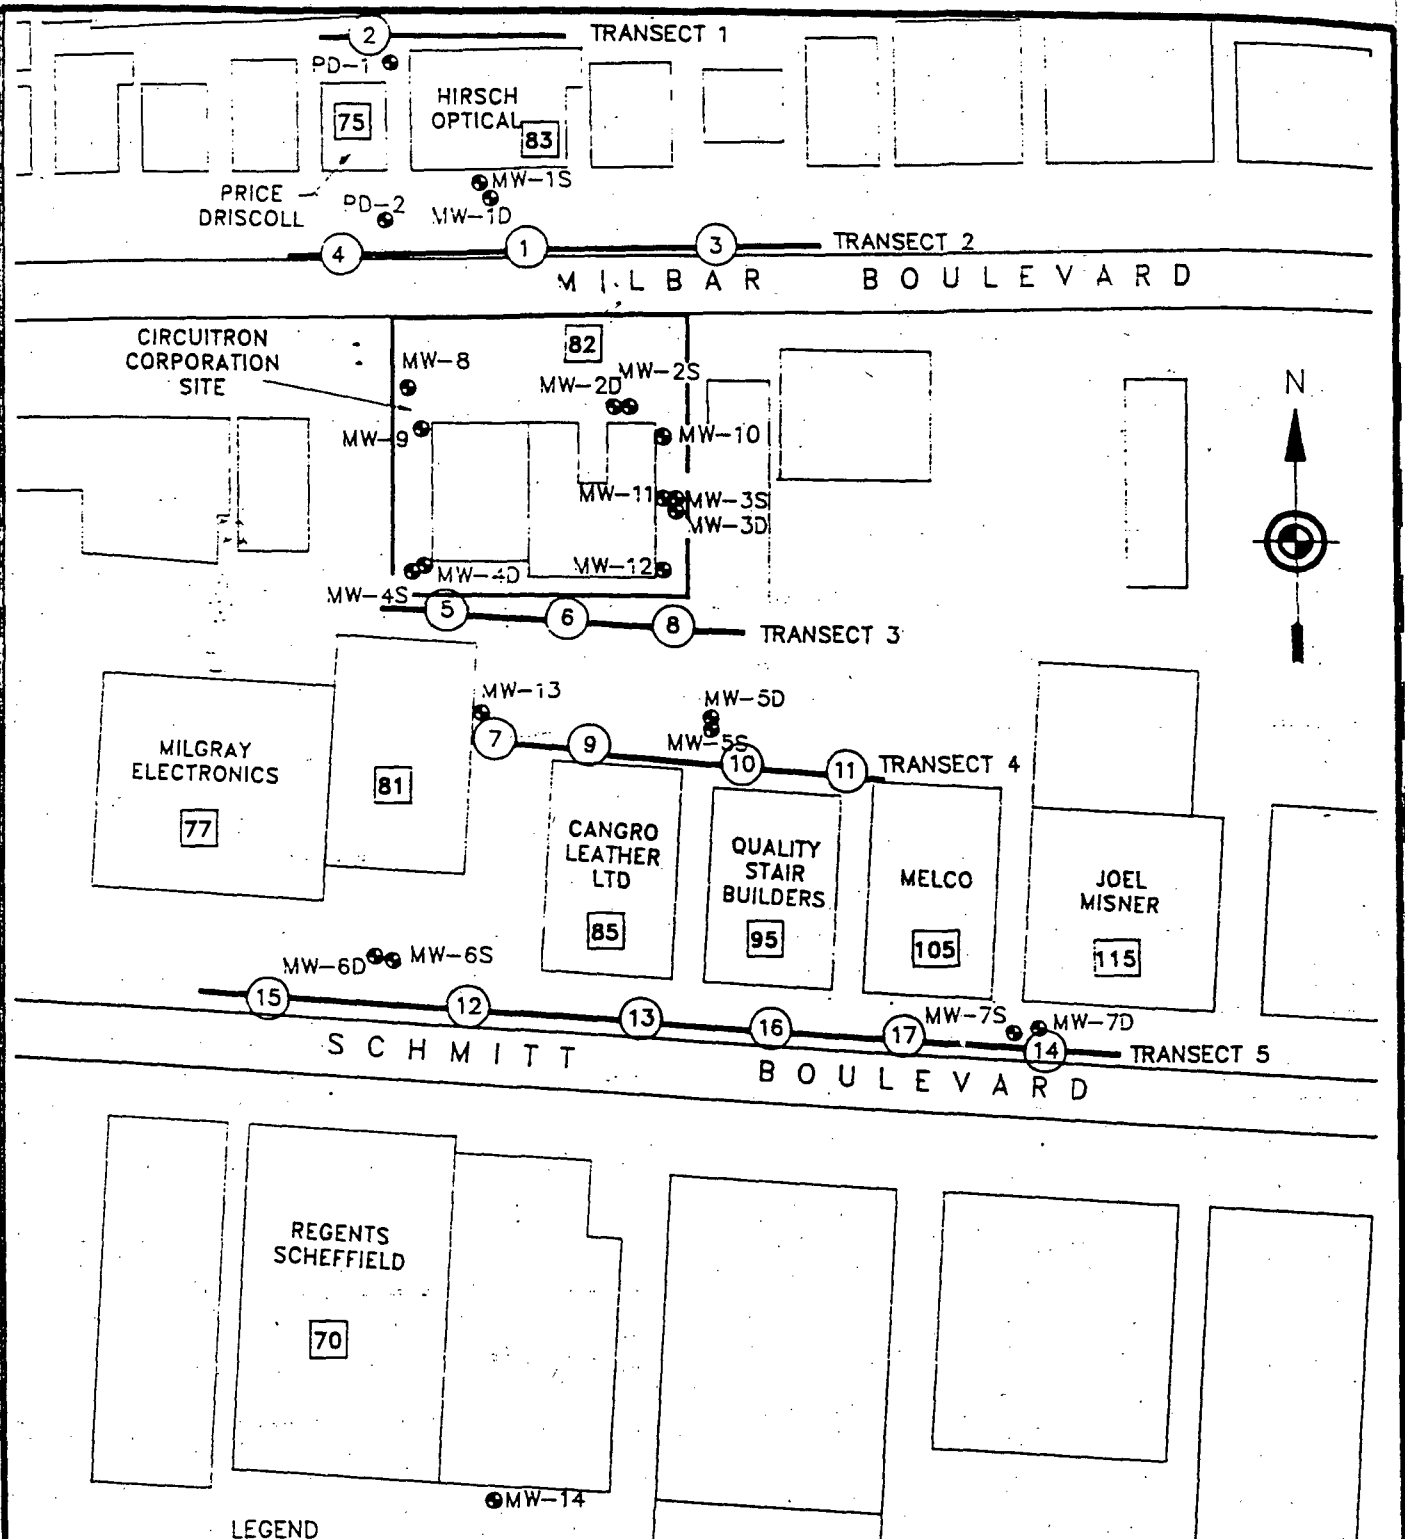 2 TRANSECT 1
PD-1
HIRSCH
OPTICAL
75
83
MW-1S
PRICE
DRISCOLL
PD-2
MW-1D
4
1
3
TRANSECT 2
MILBAR BOULEVARD
CIRCUITRON
CORPORATION
SITE
82
MW-8
MW-2S
MW-2D
N
MW-9
MW-10
MW-11
MW-3S
MW-3D
MW-12
MW-4D
MW-4S
5
6
8
TRANSECT 3
MW-13
MW-5D
MW-5S
7
9
10
11
TRANSECT 4
MILGRAY
ELECTRONICS
77
81
CANGRO
LEATHER
LTD
85
QUALITY
STAIR
BUILDERS
95
MELCO
105
JOEL
MISNER
115
MW-6D
MW-6S
15
12
13
16
17
MW-7S
MW-7D
14
TRANSECT 5
SCHMITT BOULEVARD
REGENTS
SCHEFFIELD
70
MW-14
LEGEND